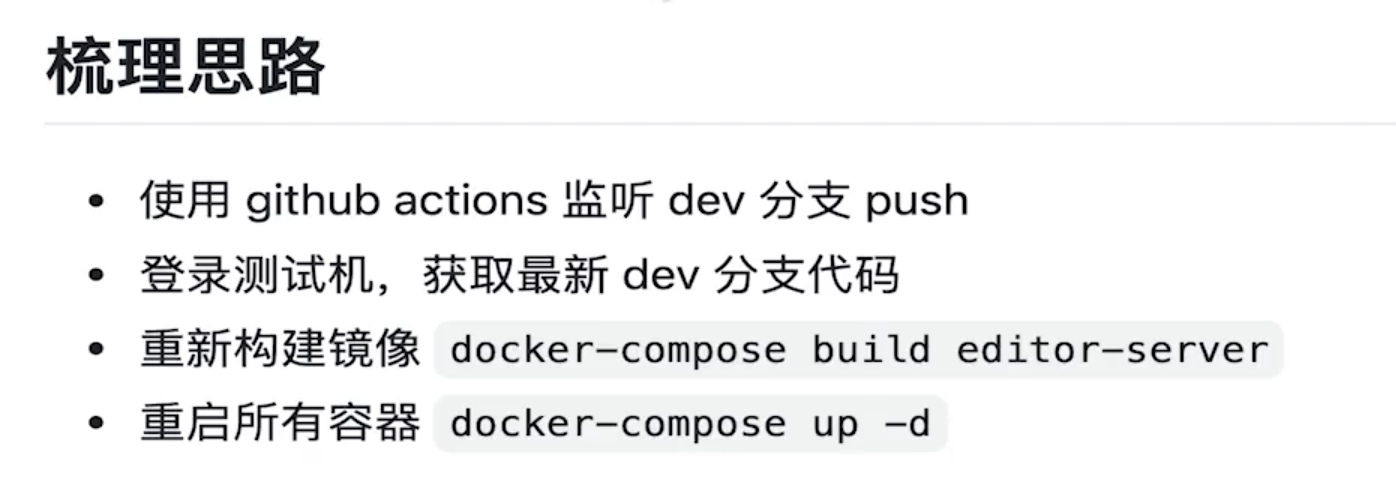 梳理思路
使用 github actions 监听 dev 分支 push
登录测试机，获取最新 dev 分支代码
重新构建镜像 docker-compose build editor-server
重启所有容器 docker-compose up -d